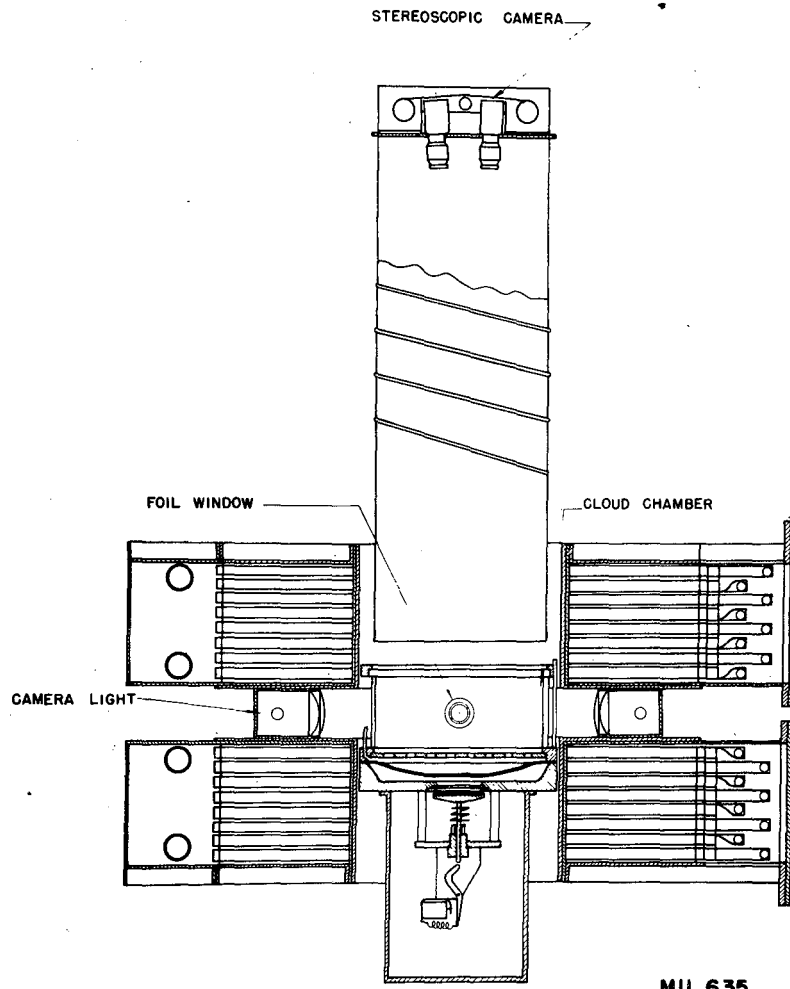 STEREOSCOPIC CAMERA
FOIL WINDOW
CLOUD CHAMBER
CAMERA LIGHT
MU 635